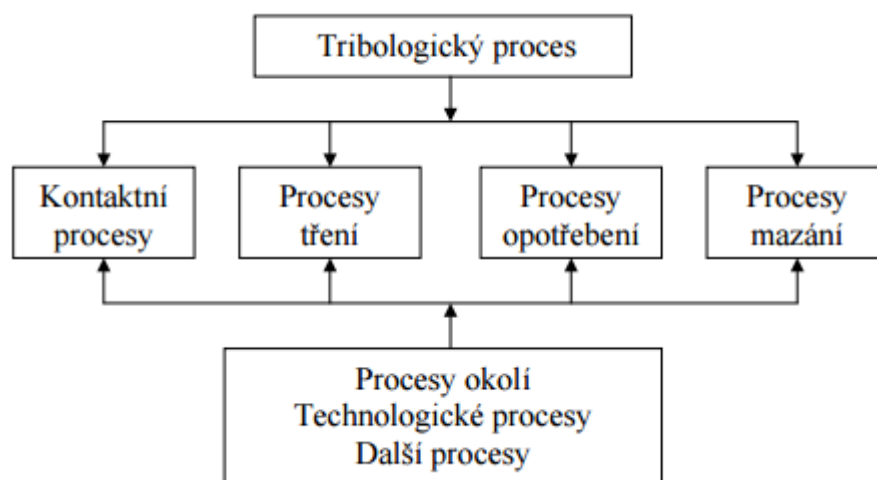 Tribologický proces
Kontaktní
procesy
Procesy
tření
Procesy
opotřebení
Procesy
mazání
Procesy okolí
Technologické procesy
Další procesy